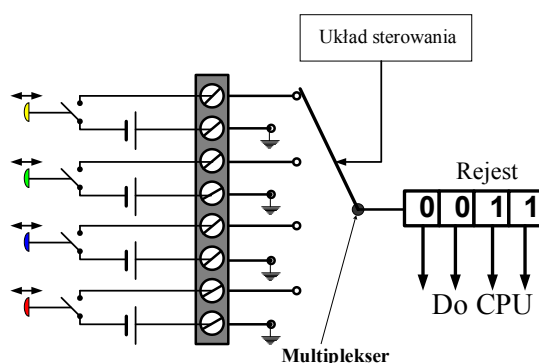 Układ sterowania
Rejest
0 0 1 1
Do CPU
Multiplekser